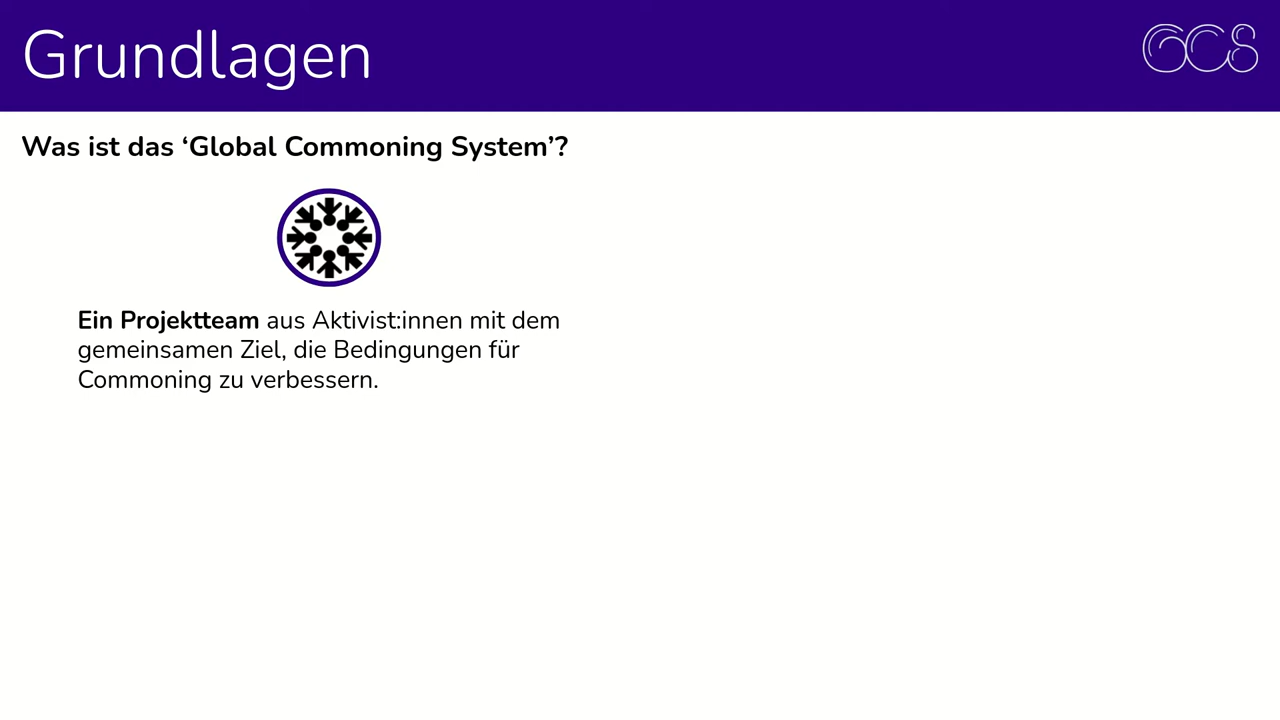 Grundlagen
GCS
Was ist das ‘Global Commoning System’?
Ein Projektteam aus Aktivist:innen mit dem
gemeinsamen Ziel, die Bedingungen für
Commoning zu verbessern.